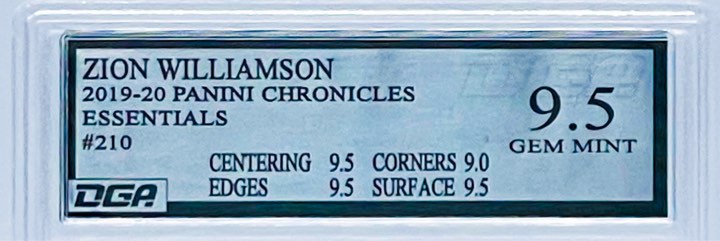 ZION WILLIAMSON
2019-20 PANINI CHRONICLES
ESSENTIALS
#210
9.5
GEM MINT
CENTERING 9.5 CORNERS 9.0
EDGES 9.5 SURFACE 9.5
DGA
DGA